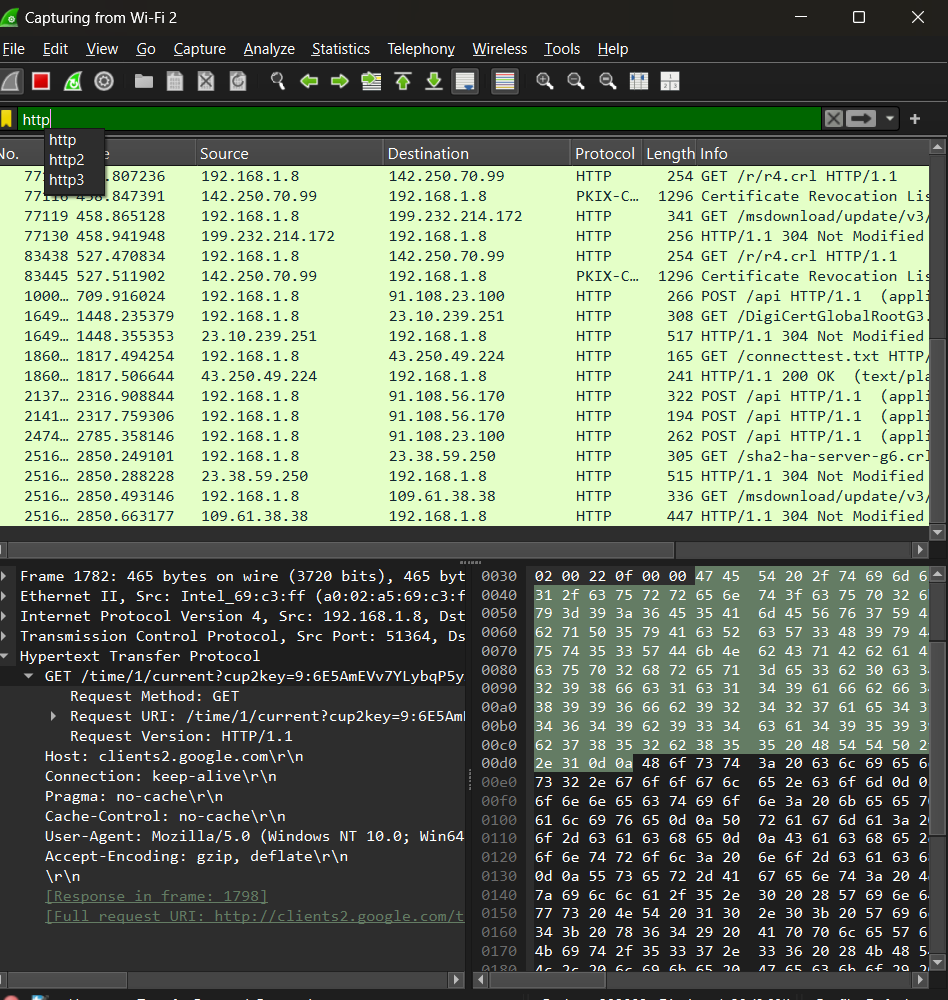 Capturing from Wi-Fi 2
File Edit View Go Capture Analyze Statistics Telephony Wireless Tools Help
http
http
http2
http3
No. Source Destination Protocol Length Info
192.168.1.8 142.250.70.99 HTTP 254 GET /r/r4.crl HTTP/1.1
142.250.70.99 192.168.1.8 PKIX-C… 1296 Certificate Revocation Lis
77119 458.865128 192.168.1.8 199.232.214.172 HTTP 341 GET /msdownload/update/v3/
77130 458.941948 199.232.214.172 192.168.1.8 HTTP 256 HTTP/1.1 304 Not Modified
83438 527.470834 192.168.1.8 142.250.70.99 HTTP 254 GET /r/r4.crl HTTP/1.1
83445 527.511902 142.250.70.99 192.168.1.8 PKIX-C… 1296 Certificate Revocation Lis
1000… 709.916024 192.168.1.8 91.108.23.100 HTTP 266 POST /api HTTP/1.1 (appli
1649… 1448.235379 192.168.1.8 23.10.239.251 HTTP 308 GET /DigiCertGlobalRootG3.
1649… 1448.355353 23.10.239.251 192.168.1.8 HTTP 517 HTTP/1.1 304 Not Modified
1860… 1817.494254 192.168.1.8 43.250.49.224 HTTP 165 GET /connecttest.txt HTTP/
1860… 1817.506644 43.250.49.224 192.168.1.8 HTTP 241 HTTP/1.1 200 OK (text/pla
2137… 2316.908844 192.168.1.8 91.108.56.170 HTTP 322 POST /api HTTP/1.1 (appli
2141… 2317.759306 192.168.1.8 91.108.56.170 HTTP 194 POST /api HTTP/1.1 (appli
2474… 2785.358146 192.168.1.8 91.108.23.100 HTTP 262 POST /api HTTP/1.1 (appli
2516… 2850.249101 192.168.1.8 23.38.59.250 HTTP 305 GET /sha2-ha-server-g6.crl
2516… 2850.288228 23.38.59.250 192.168.1.8 HTTP 515 HTTP/1.1 304 Not Modified
2516… 2850.493146 192.168.1.8 109.61.38.38 HTTP 336 GET /msdownload/update/v3/
2516… 2850.663177 109.61.38.38 192.168.1.8 HTTP 447 HTTP/1.1 304 Not Modified
Frame 1782: 465 bytes on wire (3720 bits), 465 byt
Ethernet II, Src: Intel_69:c3:ff (a0:02:a5:69:c3:f
Internet Protocol Version 4, Src: 192.168.1.8, Dst
Transmission Control Protocol, Src Port: 51364, Ds
Hypertext Transfer Protocol
GET /time/1/current?cup2key=9:6E5AmEVv7YLybqP5y
Request Method: GET
Request URI: /time/1/current?cup2key=9:6E5Am
Request Version: HTTP/1.1
Host: clients2.google.com\r\n
Connection: keep-alive\r\n
Pragma: no-cache\r\n
Cache-Control: no-cache\r\n
User-Agent: Mozilla/5.0 (Windows NT 10.0; Win64
Accept-Encoding: gzip, deflate\r\n
\r\n
[Response in frame: 1798]
[Full request URI: http://clients2.google.com/t
0030 02 00 22 0f 00 00 47 45 54 20 2f 74 69 6d 6
0040 31 2f 63 75 72 72 65 6e 74 3f 63 75 70 32 6
0050 79 3d 39 3a 36 45 35 41 6d 45 56 76 37 59 4
0060 62 71 50 35 79 41 63 52 63 57 33 48 39 79 4
0070 75 74 35 33 57 44 6b 4e 62 43 71 42 62 61 4
0080 63 75 70 32 68 72 65 71 3d 65 33 62 30 63 3
0090 32 39 38 66 63 31 63 31 34 39 61 66 62 66 3
00a0 38 39 39 36 66 62 39 32 34 32 37 61 65 34 3
00b0 34 36 34 39 62 39 33 34 63 61 34 39 35 39 3
00c0 62 37 38 35 32 62 38 35 35 20 48 54 54 50 2
00d0 2e 31 0d 0a 48 6f 73 74 3a 20 63 6c 69 65 6
00e0 73 32 2e 67 6f 6f 67 6c 65 2e 63 6f 6d 0d 0
00f0 6f 6e 6e 65 63 74 69 6f 6e 3a 20 6b 65 65 7
0100 61 6c 69 76 65 0d 0a 50 72 61 67 6d 61 3a 2
0110 6f 2d 63 61 63 68 65 0d 0a 43 61 63 68 65 2
0120 6f 6e 74 72 6f 6c 3a 20 6e 6f 2d 63 61 63 6
0130 0d 0a 55 73 65 72 2d 41 67 65 6e 74 3a 20 4
0140 7a 69 6c 6c 61 2f 35 2e 30 20 28 57 69 6e 6
0150 77 73 20 4e 54 20 31 30 2e 30 3b 20 57 69 6
0160 34 3b 20 78 36 34 29 20 41 70 70 6c 65 57 6
0170 4b 69 74 2f 35 33 37 2e 33 36 20 28 4b 48 5
0180 4c 2c 20 6c 69 6b 65 20 47 65 63 6b 6f 29 2